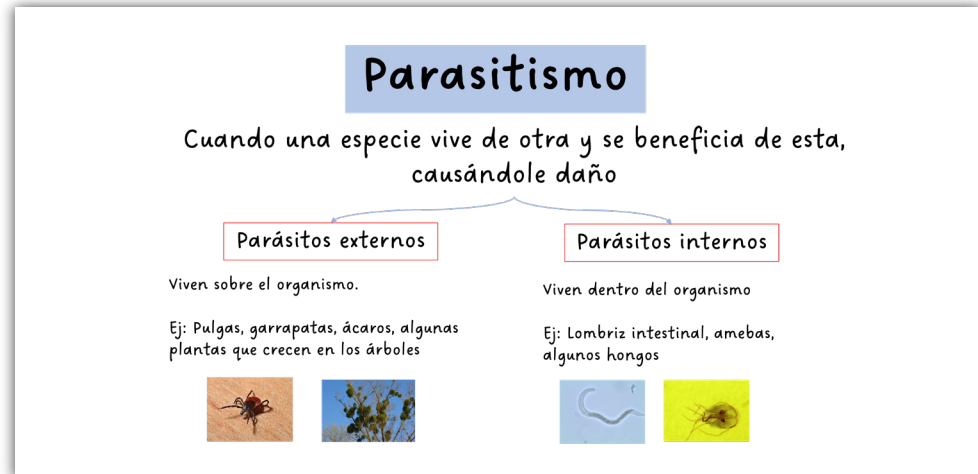 Parasitismo
Cuando una especie vive de otra y se beneficia de esta,
causándole daño
Parásitos externos
Viven sobre el organismo.
Ej: Pulgas, garrapatas, ácaros, algunas
plantas que crecen en los árboles
Parásitos internos
Viven dentro del organismo
Ej: Lombriz intestinal, amebas,
algunos hongos